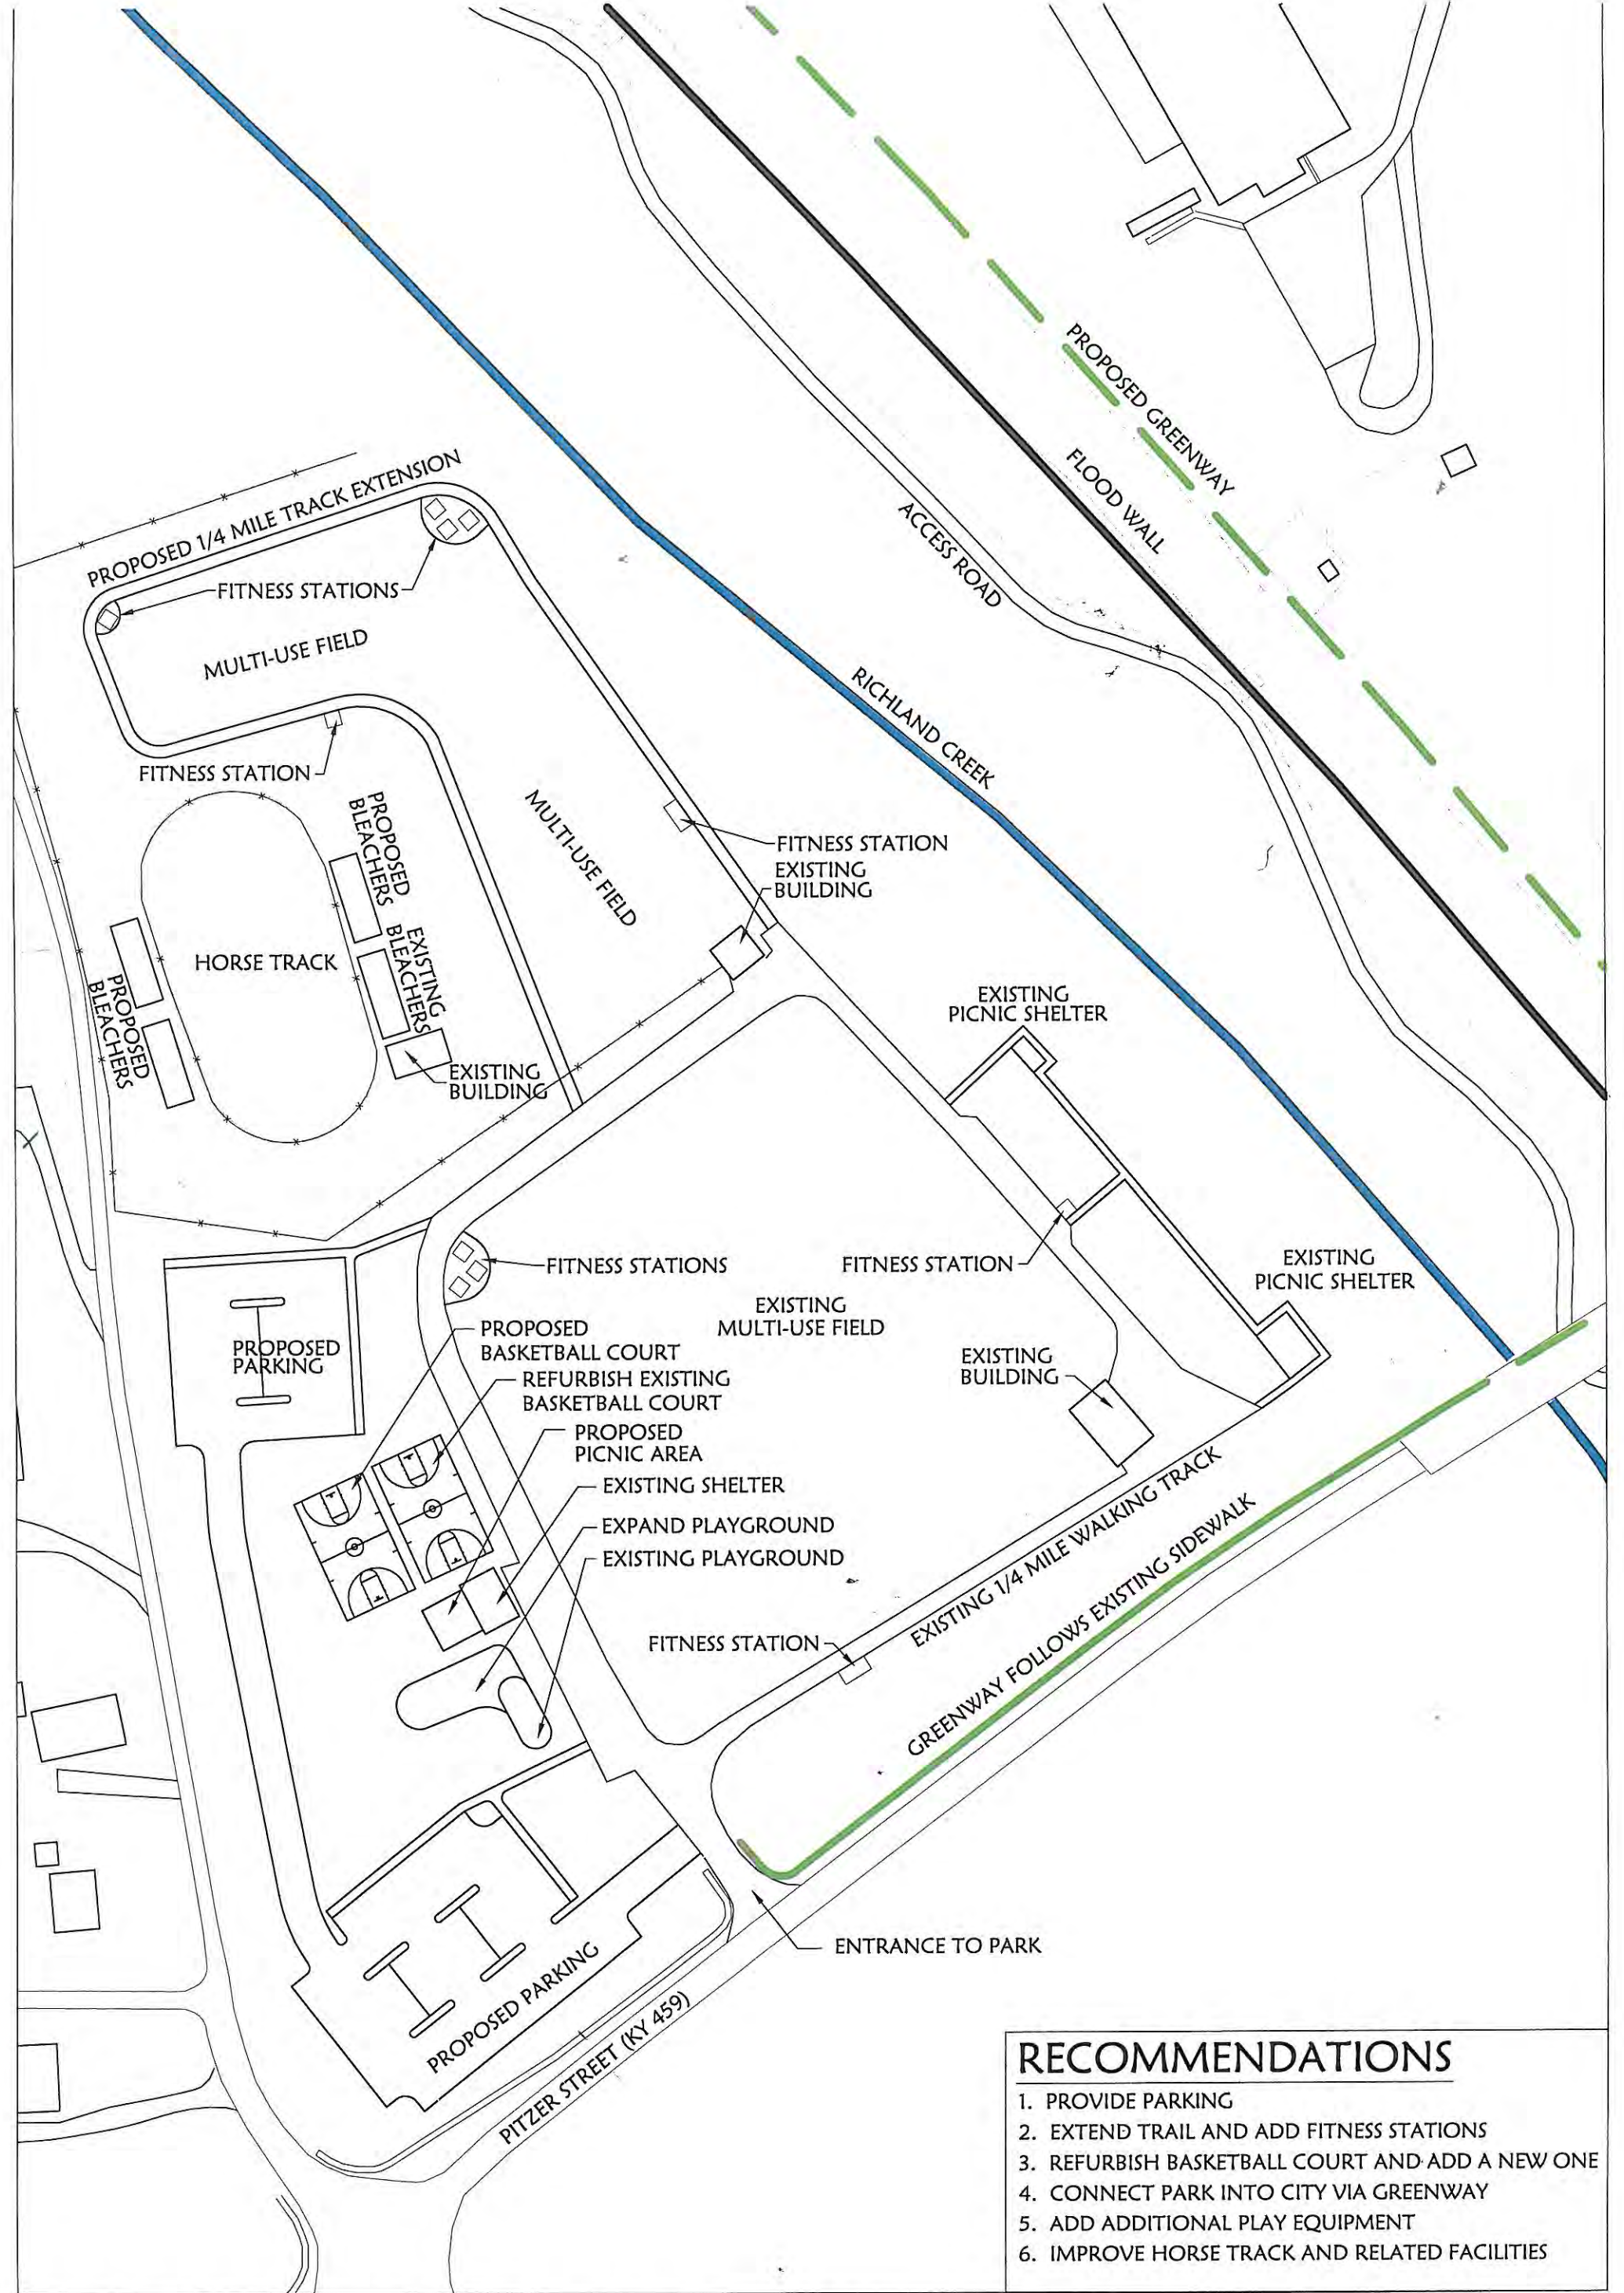 PROPOSED GREENWAY
FLOOD WALL
ACCESS ROAD
RICHLAND CREEK
PROPOSED 1/4 MILE TRACK EXTENSION
FITNESS STATIONS
MULTI-USE FIELD
FITNESS STATION
PROPOSED
BLEACHERS
MULTI-USE FIELD
FITNESS STATION
EXISTING
BUILDING
HORSE TRACK
EXISTING
BLEACHERS
PROPOSED
BLEACHERS
EXISTING
BUILDING
EXISTING
PICNIC SHELTER
FITNESS STATIONS
FITNESS STATION
EXISTING
PICNIC SHELTER
EXISTING
MULTI-USE FIELD
PROPOSED
PARKING
PROPOSED
BASKETBALL COURT
REFURBISH EXISTING
BASKETBALL COURT
EXISTING
BUILDING
PROPOSED
PICNIC AREA
EXISTING SHELTER
EXPAND PLAYGROUND
EXISTING PLAYGROUND
FITNESS STATION
EXISTING 1/4 MILE WALKING TRACK
GREENWAY FOLLOWS EXISTING SIDEWALK
ENTRANCE TO PARK
PROPOSED PARKING
PITZER STREET (KY 459)
RECOMMENDATIONS
1. PROVIDE PARKING
2. EXTEND TRAIL AND ADD FITNESS STATIONS
3. REFURBISH BASKETBALL COURT AND ADD A NEW ONE
4. CONNECT PARK INTO CITY VIA GREENWAY
5. ADD ADDITIONAL PLAY EQUIPMENT
6. IMPROVE HORSE TRACK AND RELATED FACILITIES